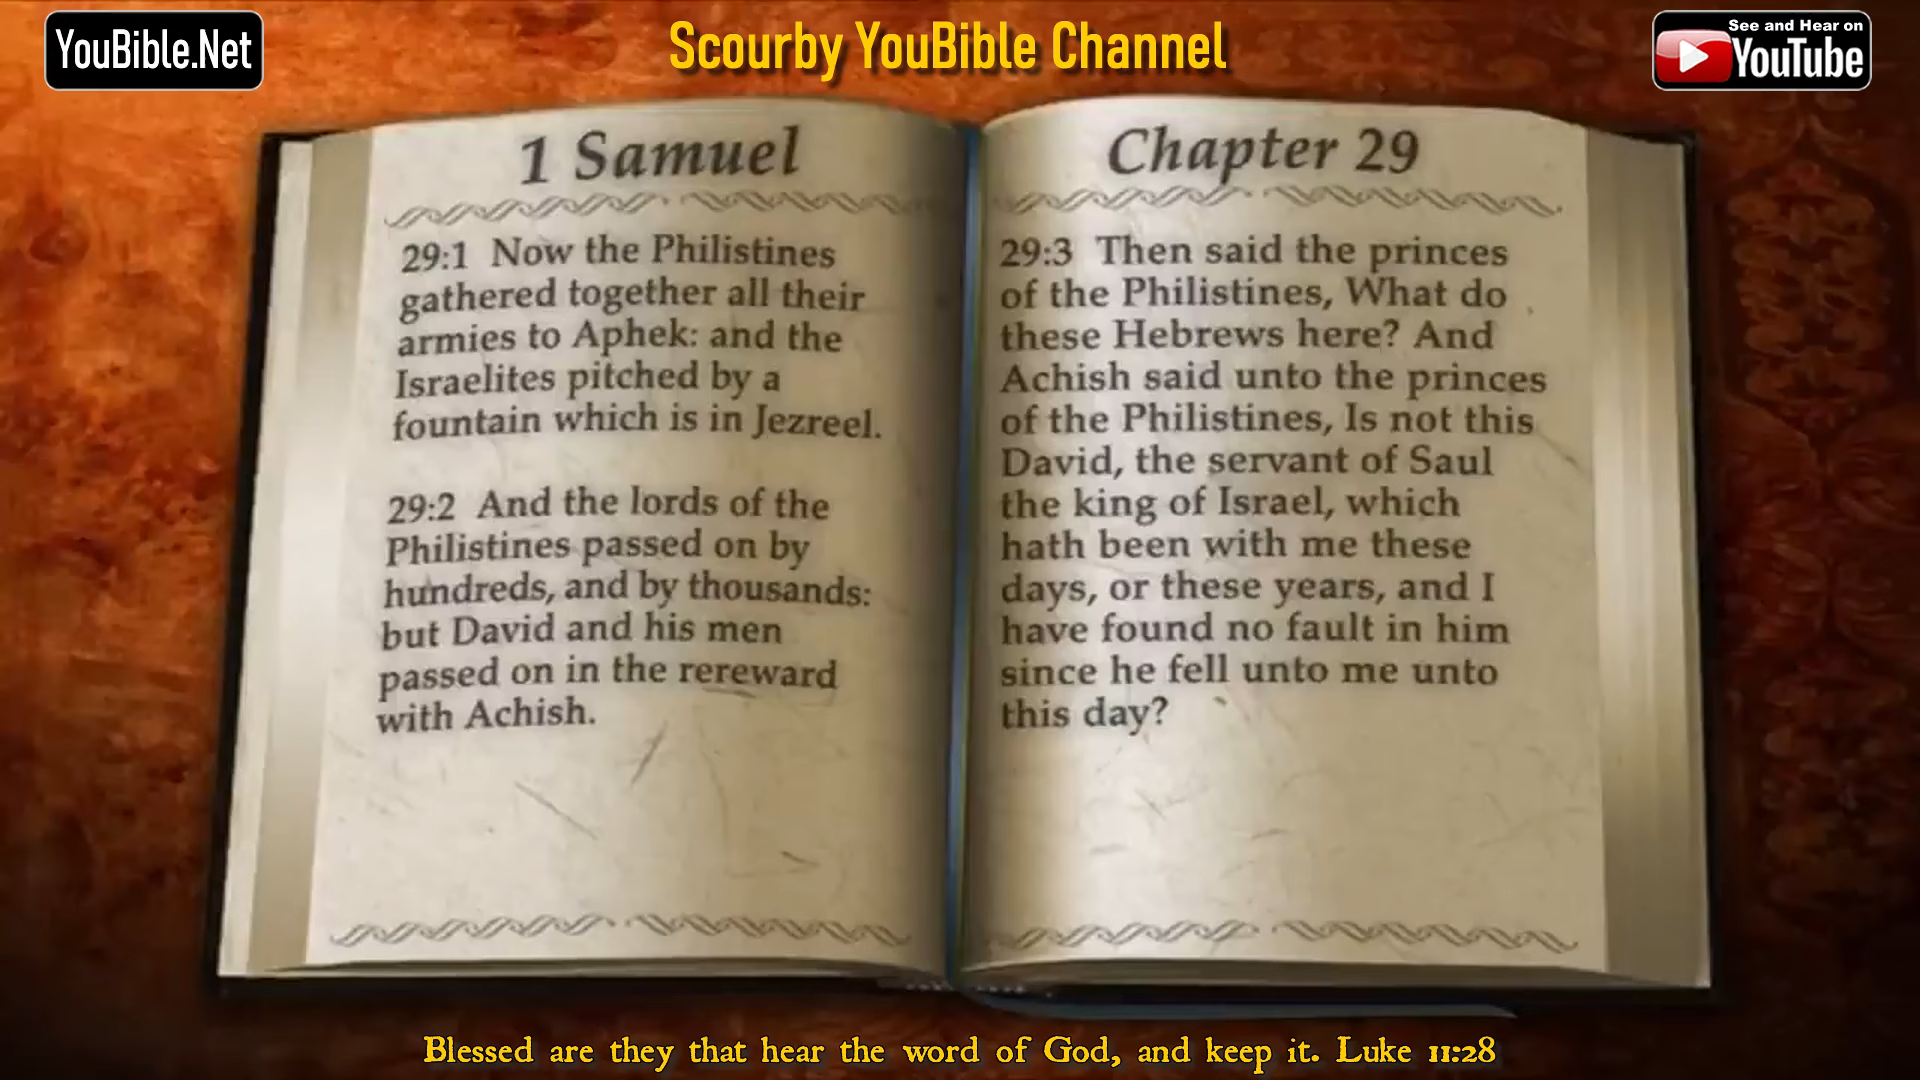 YouBible.Net
Scourby YouBible Channel
See and Hear on
YouTube
1 Samuel
29:1 Now the Philistines
gathered together all their
armies to Aphek: and the
Israelites pitched by a
fountain which is in Jezreel.
29:2 And the lords of the
Philistines passed on by
hundreds, and by thousands:
but David and his men
passed on in the rereward
with Achish.
Chapter 29
29:3 Then said the princes
of the Philistines, What do
these Hebrews here? And
Achish said unto the princes
of the Philistines, Is not this
David, the servant of Saul
the king of Israel, which
hath been with me these
days, or these years, and I
have found no fault in him
since he fell unto me unto
this day?
Blessed are they that hear the word of God, and keep it. Luke 11:28